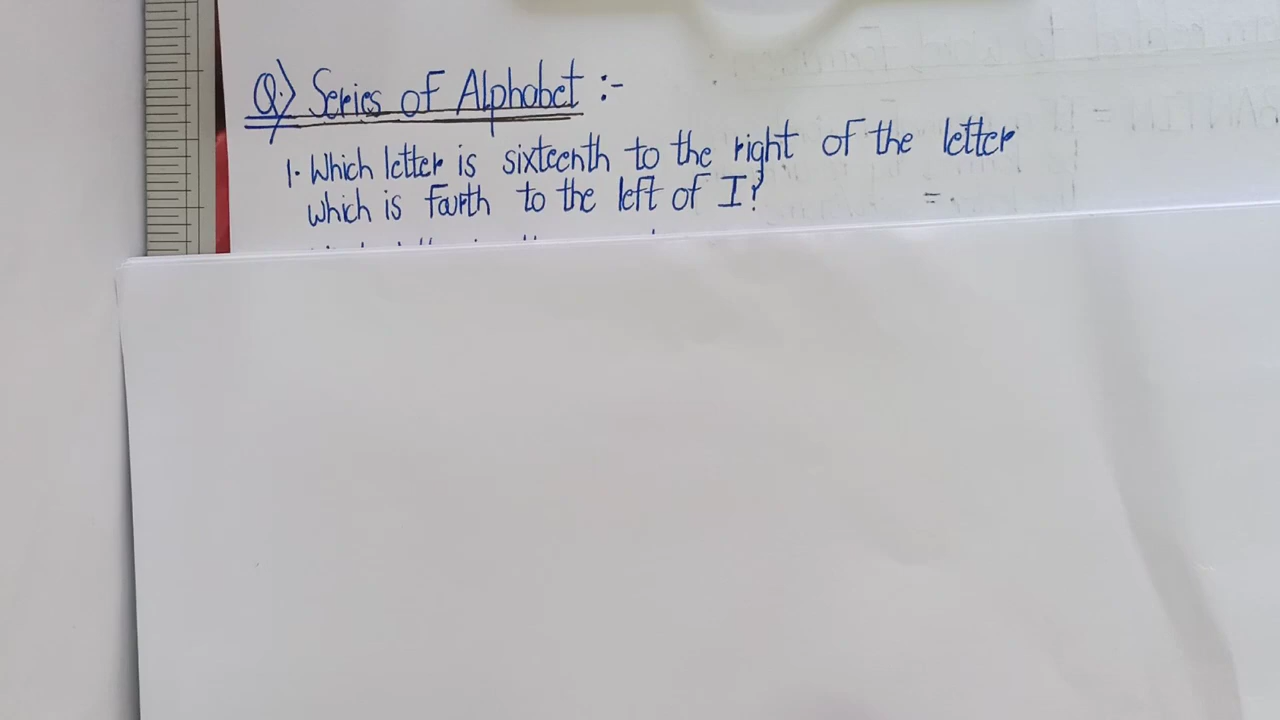 Q.) Series of Alphabet :-
1. Which letter is sixteenth to the right of the letter
which is fourth to the left of I?
=